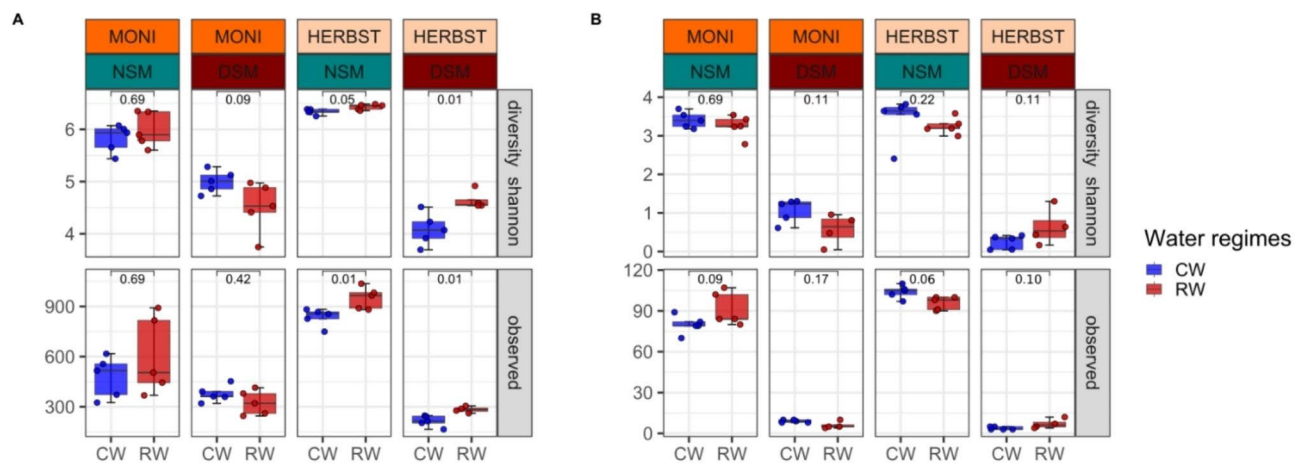 A
B
MONI MONI HERBST HERBST
MONI MONI HERBST HERBST
NSM DSM NSM DSM
NSM DSM NSM DSM
0.69 0.09 0.05 0.01
0.69 0.11 0.22 0.11
6
5
4
diversity shannon
4
3
2
1
0
diversity shannon
0.69 0.42 0.01 0.01
0.09 0.17 0.06 0.10
900
600
300
observed
120
90
60
30
0
observed
CW RW CW RW CW RW CW RW
CW RW CW RW CW RW CW RW
Water regimes
CW
RW